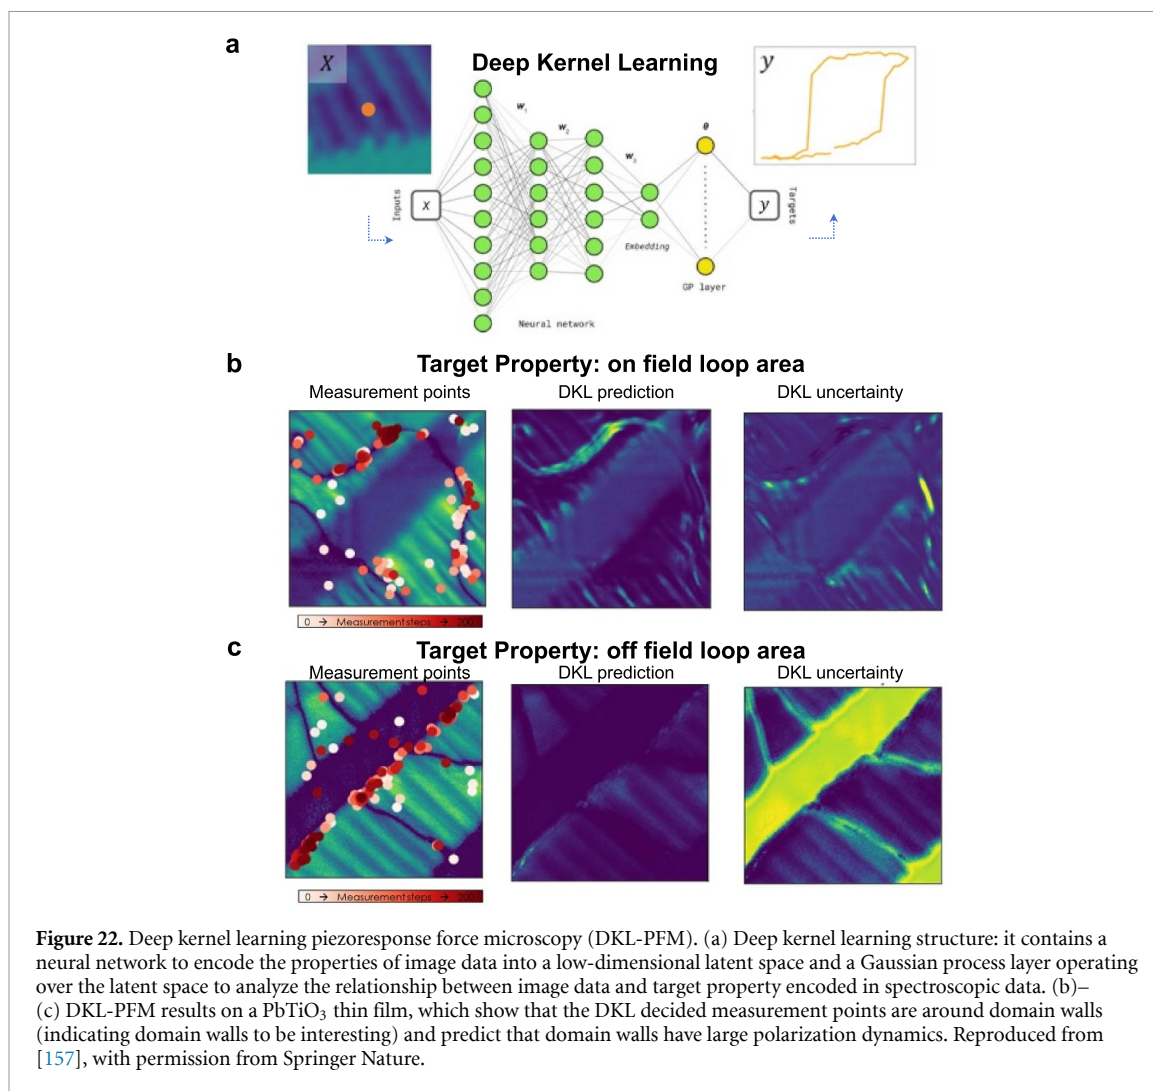 a
X
Deep Kernel Learning
y
w1
w2
w3
θ
Inputs
X
y
Targets
Embedding
GP layer
Neural network
b
Target Property: on field loop area
Measurement points
DKL prediction
DKL uncertainty
0 → Measurement steps → 200
c
Target Property: off field loop area
Measurement points
DKL prediction
DKL uncertainty
0 → Measurement steps → 200
Figure 22. Deep kernel learning piezoresponse force microscopy (DKL-PFM). (a) Deep kernel learning structure: it contains a
neural network to encode the properties of image data into a low-dimensional latent space and a Gaussian process layer operating
over the latent space to analyze the relationship between image data and target property encoded in spectroscopic data. (b)–
(c) DKL-PFM results on a PbTiO₃ thin film, which show that the DKL decided measurement points are around domain walls
(indicating domain walls to be interesting) and predict that domain walls have large polarization dynamics. Reproduced from
[157], with permission from Springer Nature.